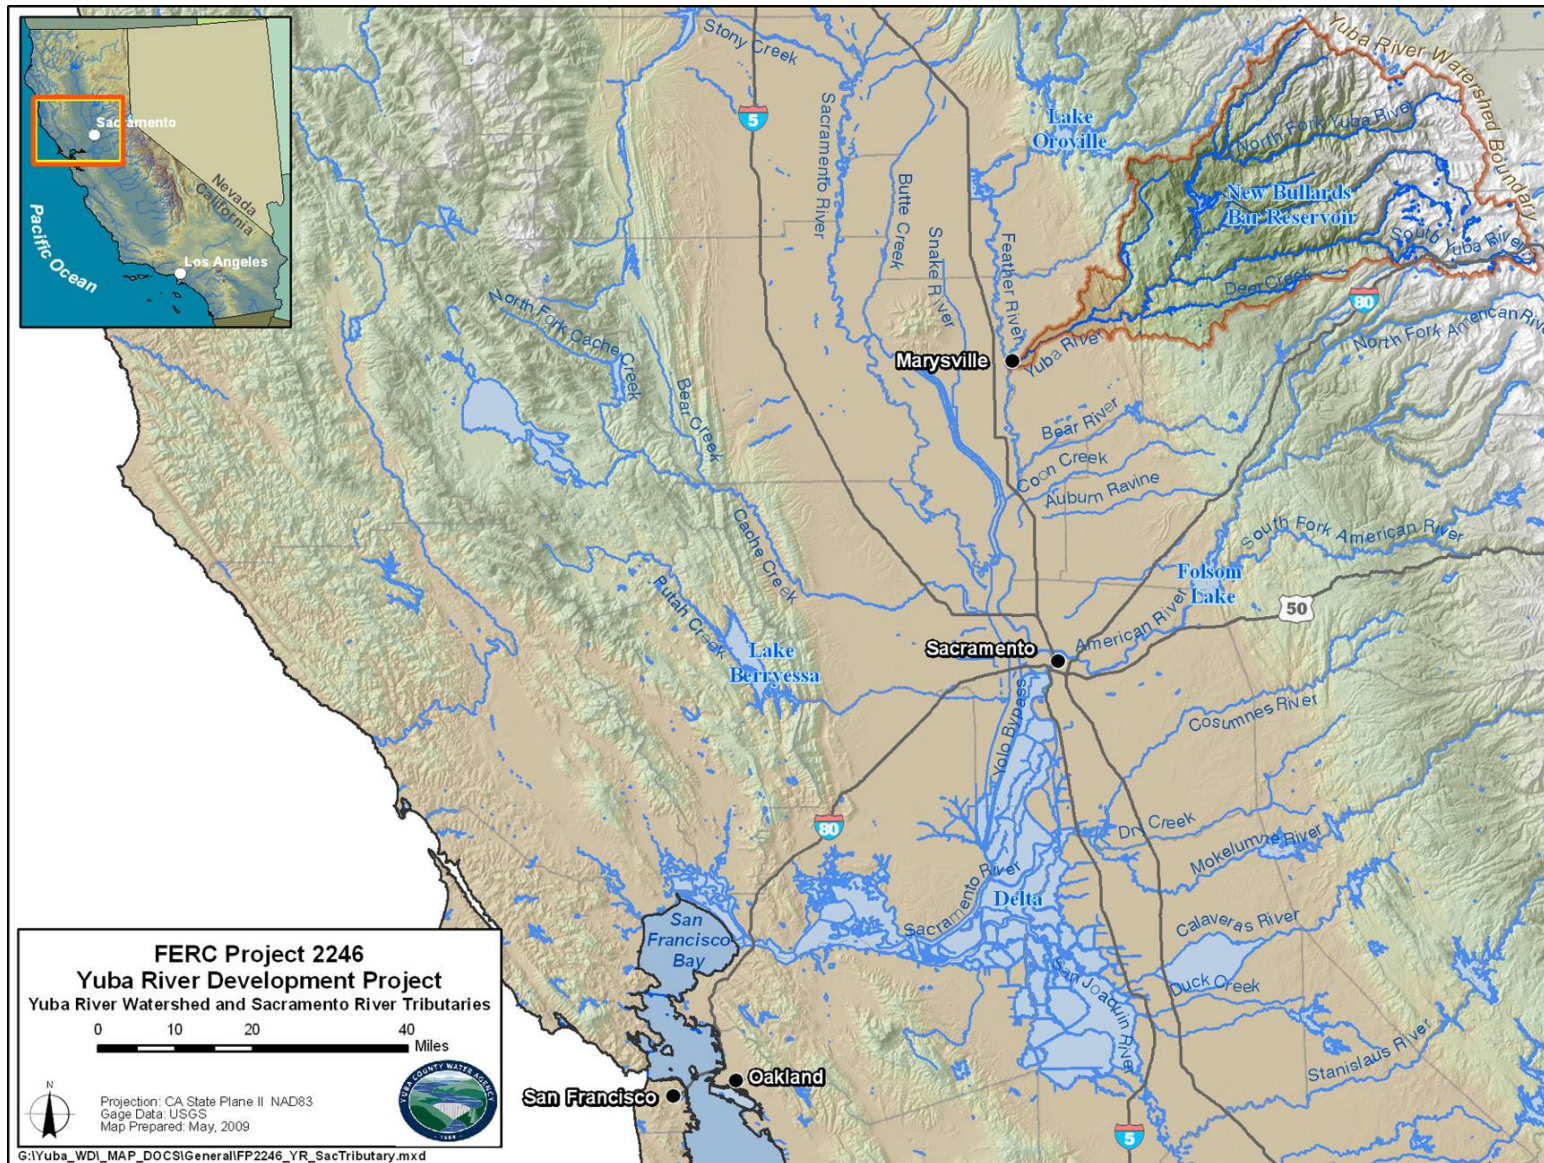 Sacramento
Nevada
California
Los Angeles
Pacific Ocean
Stony Creek
5
Sacramento River
Butte Creek
Snake River
Feather River
Lake
Oroville
Yuba River Watershed Boundary
North Fork Yuba River
New Bullards
Bar Reservoir
South Yuba River
Deer Creek
80
North Fork American River
Marysville
Yuba River
North Fork Cache Creek
Bear Creek
Bear River
Coon Creek
Auburn Ravine
Cache Creek
South Fork American River
Folsom
Lake
50
Putah Creek
Lake
Berryessa
Sacramento
American River
Yolo Bypass
Cosumnes River
80
Dry Creek
Mokelumne River
Sacramento River
Delta
Calaveras River
San
Francisco
Bay
San Joaquin River
Duck Creek
Stanislaus River
Oakland
San Francisco
5
FERC Project 2246
Yuba River Development Project
Yuba River Watershed and Sacramento River Tributaries
0 10 20 40
Miles
N
Projection: CA State Plane II NAD83
Gage Data: USGS
Map Prepared: May, 2009
YUBA COUNTY WATER AGENCY
G:\Yuba_WD\_MAP_DOCS\General\FP2246_YR_SacTributary.mxd